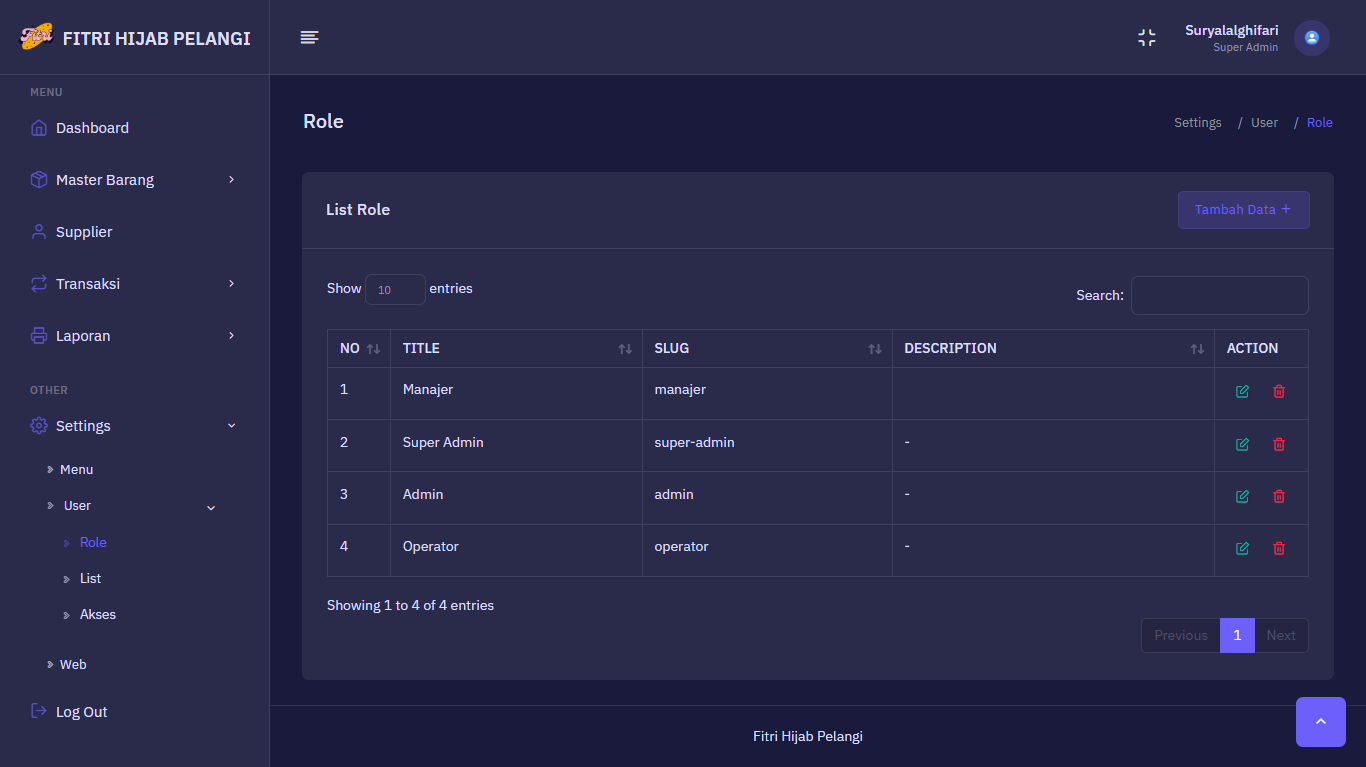 Fitri FITRI HIJAB PELANGI
Suryalalghifari
Super Admin
MENU
Dashboard
Master Barang
Supplier
Transaksi
Laporan
OTHER
Settings
Menu
User
Role
List
Akses
Web
Log Out
Role
Settings / User / Role
List Role
Tambah Data +
Show 10 entries
Search:
NO TITLE SLUG DESCRIPTION ACTION
1 Manajer manajer
2 Super Admin super-admin -
3 Admin admin -
4 Operator operator -
Showing 1 to 4 of 4 entries
Previous 1 Next
Fitri Hijab Pelangi